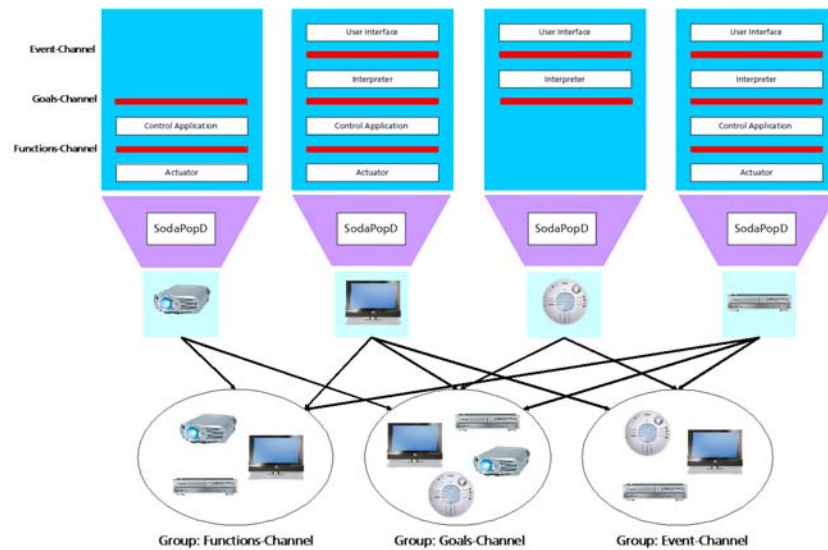 User Interface
User Interface
User Interface
Event-Channel
Interpreter
Interpreter
Interpreter
Goals-Channel
Control Application
Control Application
Control Application
Functions-Channel
Actuator
Actuator
Actuator
SodaPopD
SodaPopD
SodaPopD
SodaPopD
Group: Functions-Channel
Group: Goals-Channel
Group: Event-Channel